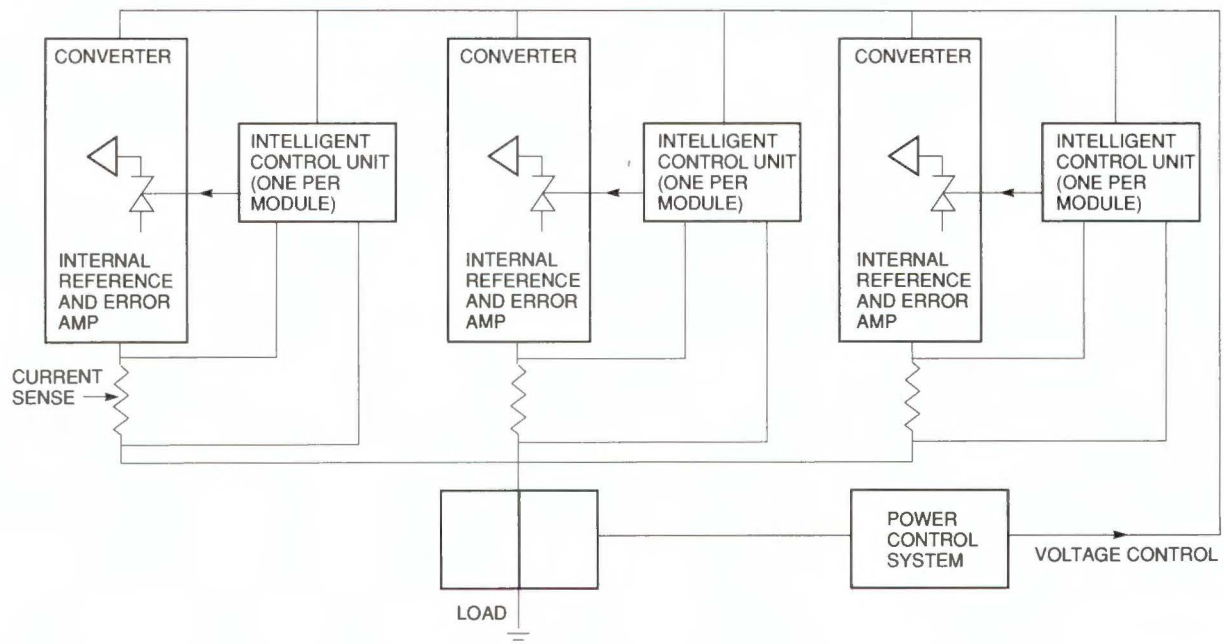 CONVERTER
INTELLIGENT
CONTROL UNIT
(ONE PER
MODULE)
INTERNAL
REFERENCE
AND ERROR
AMP
CURRENT
SENSE
CONVERTER
INTELLIGENT
CONTROL UNIT
(ONE PER
MODULE)
INTERNAL
REFERENCE
AND ERROR
AMP
CONVERTER
INTELLIGENT
CONTROL UNIT
(ONE PER
MODULE)
INTERNAL
REFERENCE
AND ERROR
AMP
LOAD
POWER
CONTROL
SYSTEM
VOLTAGE CONTROL